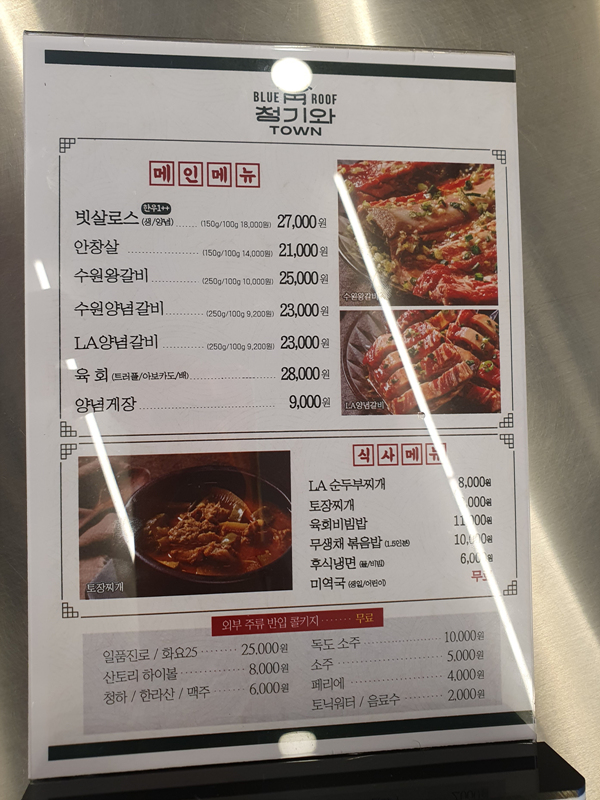 BLUE ROOF
청기와
TOWN
메인메뉴
빗살로스 한우1++ (생/양념) (150g/100g 18,000원) 27,000원
안창살 (150g/100g 14,000원) 21,000원
수원왕갈비 (250g/100g 10,000원) 25,000원
수원양념갈비 (250g/100g 9,200원) 23,000원
LA양념갈비 (250g/100g 9,200원) 23,000원
육 회 (트러플/아보카도/배) 28,000원
양념게장 9,000원
수원왕갈비
LA양념갈비
식사메뉴
LA 순두부찌개 8,000원
토장찌개
육회비빔밥
무생채 볶음밥 (1.5인분)
후식냉면 (물/비빔)
미역국 (생일/어린이) 무료
토장찌개
외부 주류 반입 콜키지 무료
일품진로 / 화요25 25,000원
산토리 하이볼 8,000원
청하 / 한라산 / 맥주 6,000원
독도 소주 10,000원
소주 5,000원
페리에 4,000원
토닉워터 / 음료수 2,000원